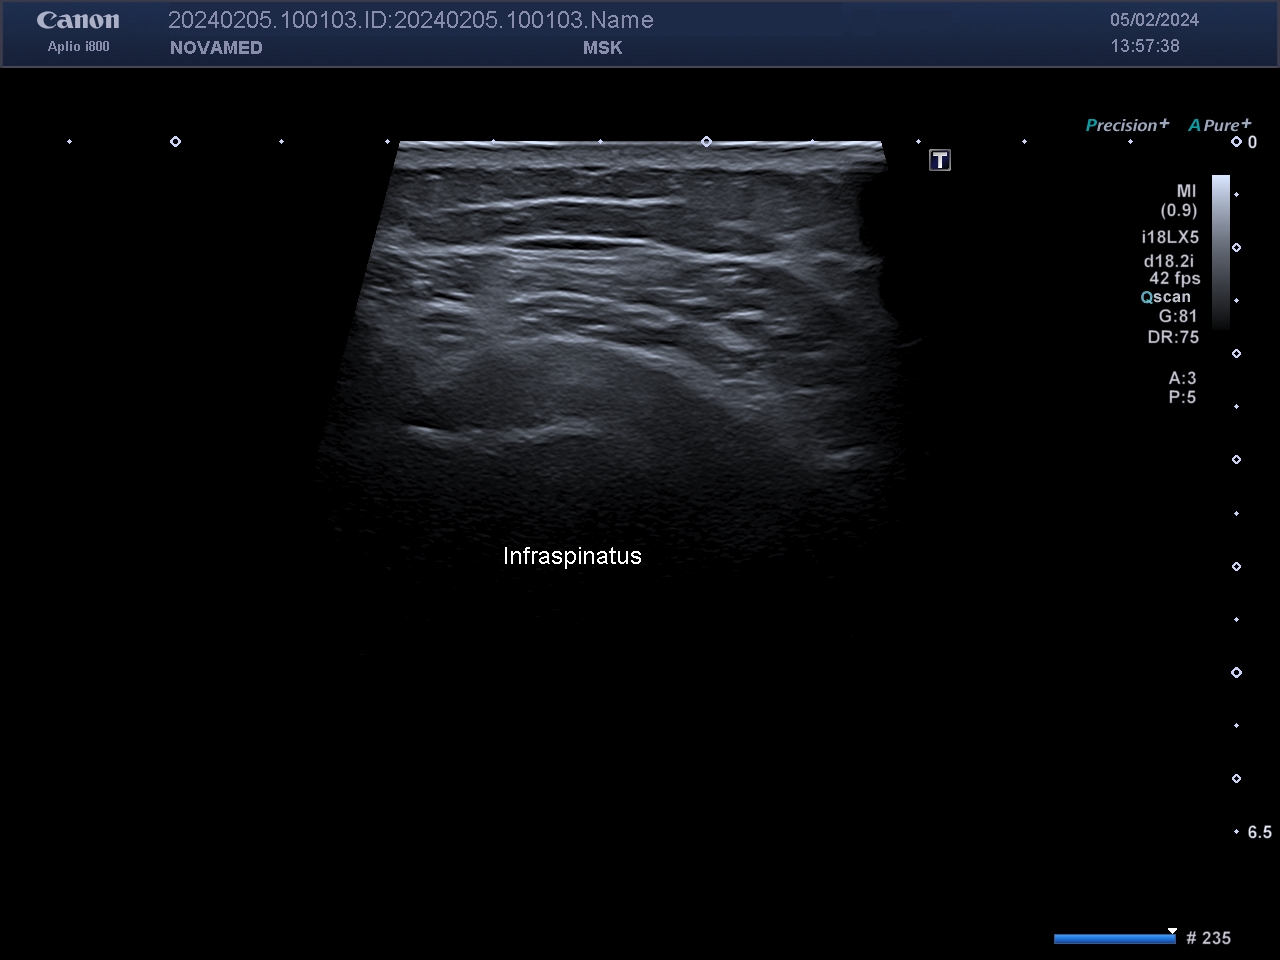 Canon
20240205.100103.ID:20240205.100103.Name
05/02/2024
Aplio i800
NOVAMED
MSK
13:57:38
Precision+ APure+
0
T
MI
(0.9)
i18LX5
d18.2i
42 fps
Qscan
G:81
DR:75
A:3
P:5
Infraspinatus
6.5
# 235